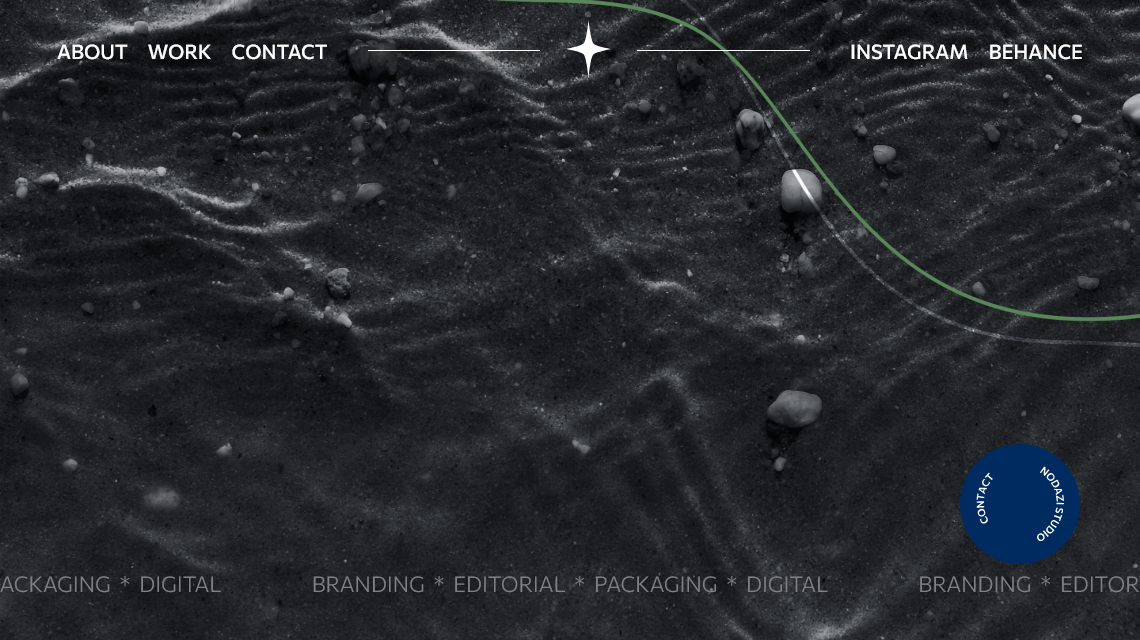 ABOUT WORK CONTACT INSTAGRAM BEHANCE
CONTACT NODAZI STUDIO
ACKAGING * DIGITAL BRANDING * EDITORIAL * PACKAGING * DIGITAL BRANDING * EDITOR